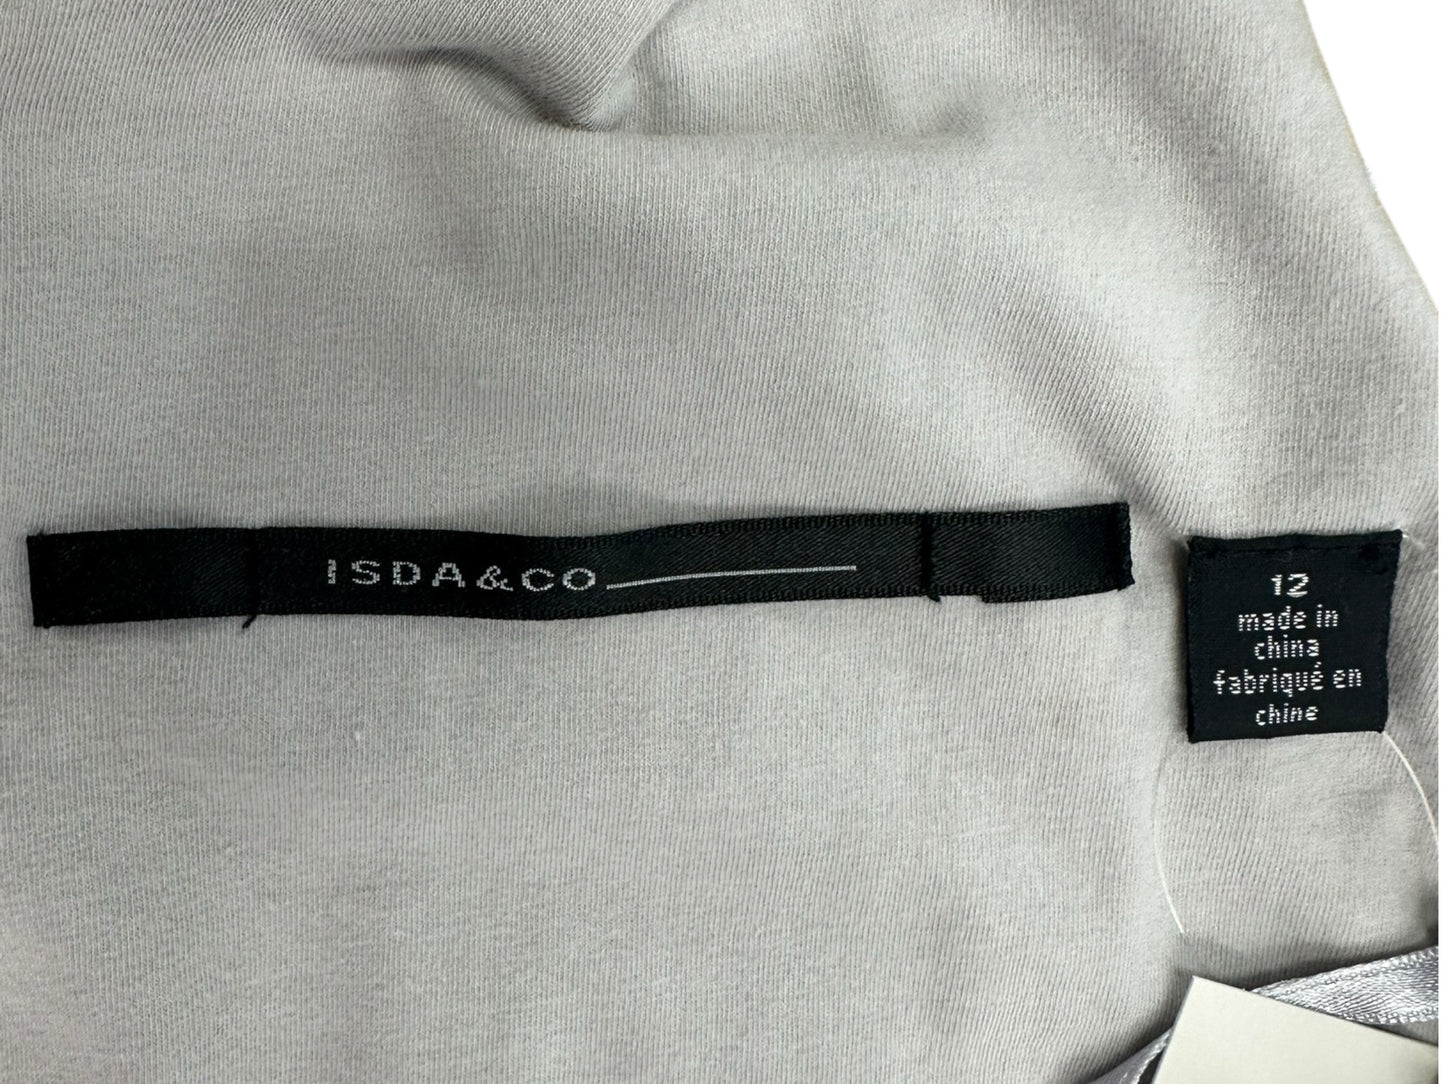 ISDA&CO
12
made in
china
fabriqué en
chine